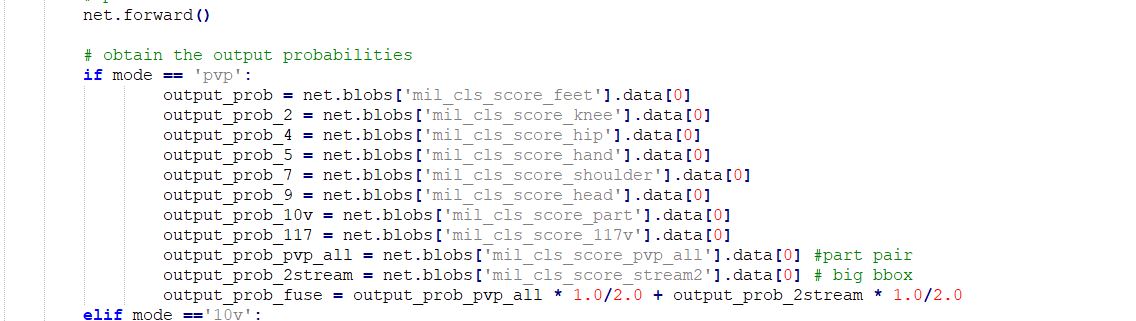 net.forward()
# obtain the output probabilities
if mode == 'pvp':
output_prob = net.blobs['mil_cls_score_feet'].data[0]
output_prob_2 = net.blobs['mil_cls_score_knee'].data[0]
output_prob_4 = net.blobs['mil_cls_score_hip'].data[0]
output_prob_5 = net.blobs['mil_cls_score_hand'].data[0]
output_prob_7 = net.blobs['mil_cls_score_shoulder'].data[0]
output_prob_9 = net.blobs['mil_cls_score_head'].data[0]
output_prob_10v = net.blobs['mil_cls_score_part'].data[0]
output_prob_117 = net.blobs['mil_cls_score_117v'].data[0]
output_prob_pvp_all = net.blobs['mil_cls_score_pvp_all'].data[0] #part pair
output_prob_2stream = net.blobs['mil_cls_score_stream2'].data[0] # big bbox
output_prob_fuse = output_prob_pvp_all * 1.0/2.0 + output_prob_2stream * 1.0/2.0
elif mode =='10v':